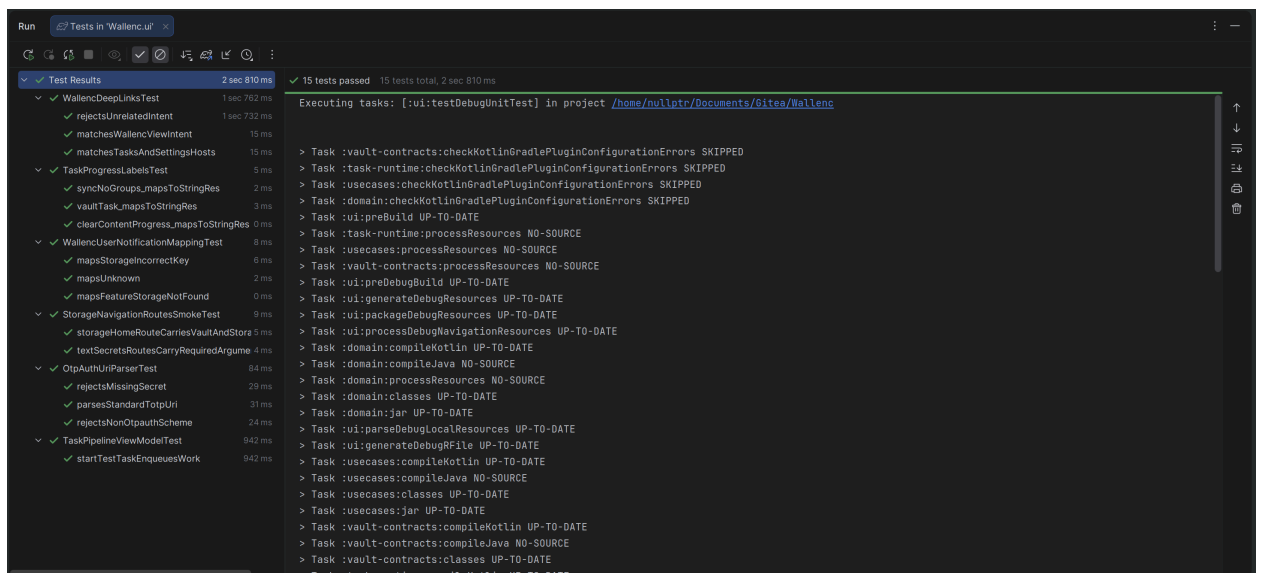 Run Tests in 'Wallenc.ui'
Test Results 2 sec 810 ms
WallencDeepLinksTest 1 sec 762 ms
rejectsUnrelatedIntent 1 sec 732 ms
matchesWallencViewIntent 15 ms
matchesTasksAndSettingsHosts 15 ms
TaskProgressLabelsTest 5 ms
syncNoGroups_mapsToStringRes 2 ms
vaultTask_mapsToStringRes 3 ms
clearContentProgress_mapsToStringRes 0 ms
WallencUserNotificationMappingTest 8 ms
mapsStorageIncorrectKey 6 ms
mapsUnknown 2 ms
mapsFeatureStorageNotFound 0 ms
StorageNavigationRoutesSmokeTest 9 ms
storageHomeRouteCarriesVaultAndStora 5 ms
textSecretsRoutesCarryRequiredArgume 4 ms
OtpAuthUriParserTest 84 ms
rejectsMissingSecret 29 ms
parsesStandardTotpUri 31 ms
rejectsNonOtpauthScheme 24 ms
TaskPipelineViewModelTest 942 ms
startTestTaskEnqueuesWork 942 ms
15 tests passed 15 tests total, 2 sec 810 ms
Executing tasks: [:ui:testDebugUnitTest] in project /home/nullptr/Documents/Gitea/Wallenc
> Task :vault-contracts:checkKotlinGradlePluginConfigurationErrors SKIPPED
> Task :task-runtime:checkKotlinGradlePluginConfigurationErrors SKIPPED
> Task :usecases:checkKotlinGradlePluginConfigurationErrors SKIPPED
> Task :domain:checkKotlinGradlePluginConfigurationErrors SKIPPED
> Task :ui:preBuild UP-TO-DATE
> Task :task-runtime:processResources NO-SOURCE
> Task :usecases:processResources NO-SOURCE
> Task :vault-contracts:processResources NO-SOURCE
> Task :ui:preDebugBuild UP-TO-DATE
> Task :ui:generateDebugResources UP-TO-DATE
> Task :ui:packageDebugResources UP-TO-DATE
> Task :ui:processDebugNavigationResources UP-TO-DATE
> Task :domain:compileKotlin UP-TO-DATE
> Task :domain:compileJava NO-SOURCE
> Task :domain:processResources NO-SOURCE
> Task :domain:classes UP-TO-DATE
> Task :domain:jar UP-TO-DATE
> Task :ui:parseDebugLocalResources UP-TO-DATE
> Task :ui:generateDebugRFile UP-TO-DATE
> Task :usecases:compileKotlin UP-TO-DATE
> Task :usecases:compileJava NO-SOURCE
> Task :usecases:classes UP-TO-DATE
> Task :usecases:jar UP-TO-DATE
> Task :vault-contracts:compileKotlin UP-TO-DATE
> Task :vault-contracts:compileJava NO-SOURCE
> Task :vault-contracts:classes UP-TO-DATE